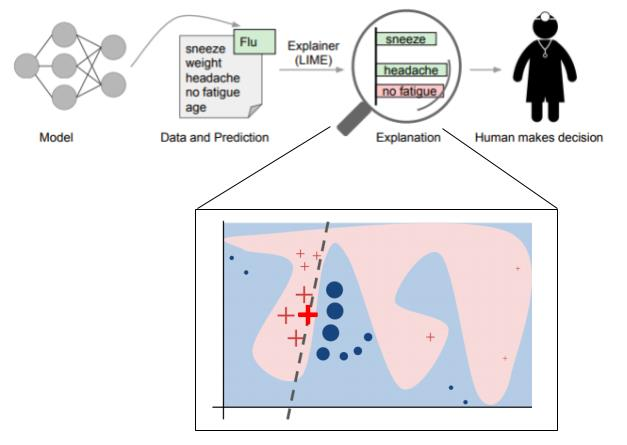 Flu
sneeze
weight
headache
no fatigue
age
Explainer
(LIME)
sneeze
headache
no fatigue
Model
Data and Prediction
Explanation
Human makes decision